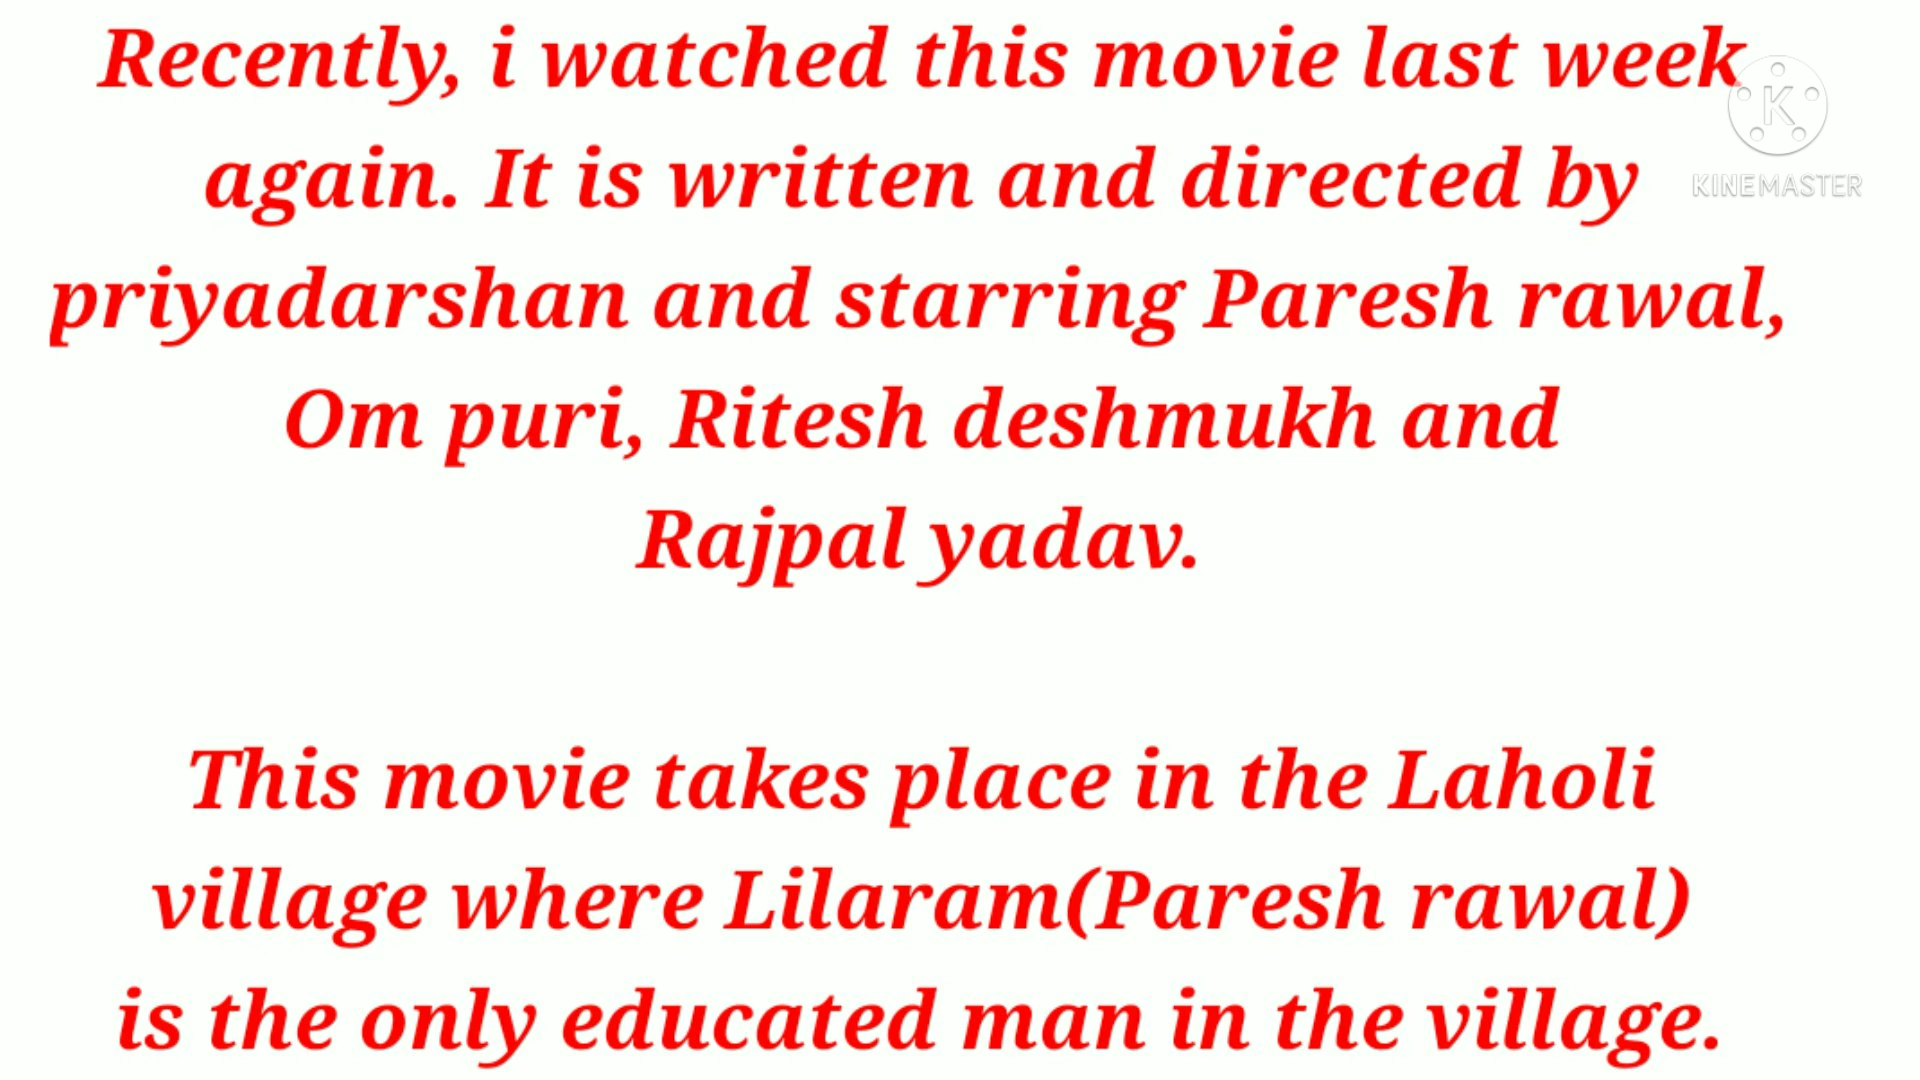 Recently, i watched this movie last week
again. It is written and directed by
priyadarshan and starring Paresh rawal,
Om puri, Ritesh deshmukh and
Rajpal yadav.
This movie takes place in the Laholi
village where Lilaram(Paresh rawal)
is the only educated man in the village.
K
KINEMASTER